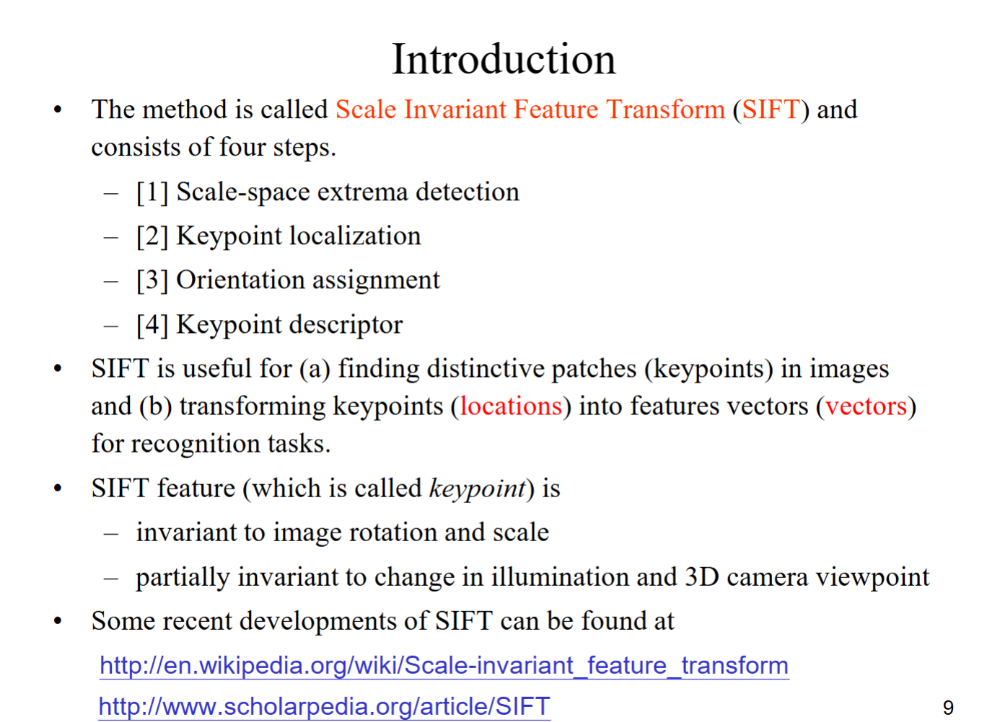 Introduction
• The method is called Scale Invariant Feature Transform (SIFT) and
consists of four steps.
– [1] Scale-space extrema detection
– [2] Keypoint localization
– [3] Orientation assignment
– [4] Keypoint descriptor
• SIFT is useful for (a) finding distinctive patches (keypoints) in images
and (b) transforming keypoints (locations) into features vectors (vectors)
for recognition tasks.
• SIFT feature (which is called keypoint) is
– invariant to image rotation and scale
– partially invariant to change in illumination and 3D camera viewpoint
• Some recent developments of SIFT can be found at
http://en.wikipedia.org/wiki/Scale-invariant_feature_transform
http://www.scholarpedia.org/article/SIFT
9